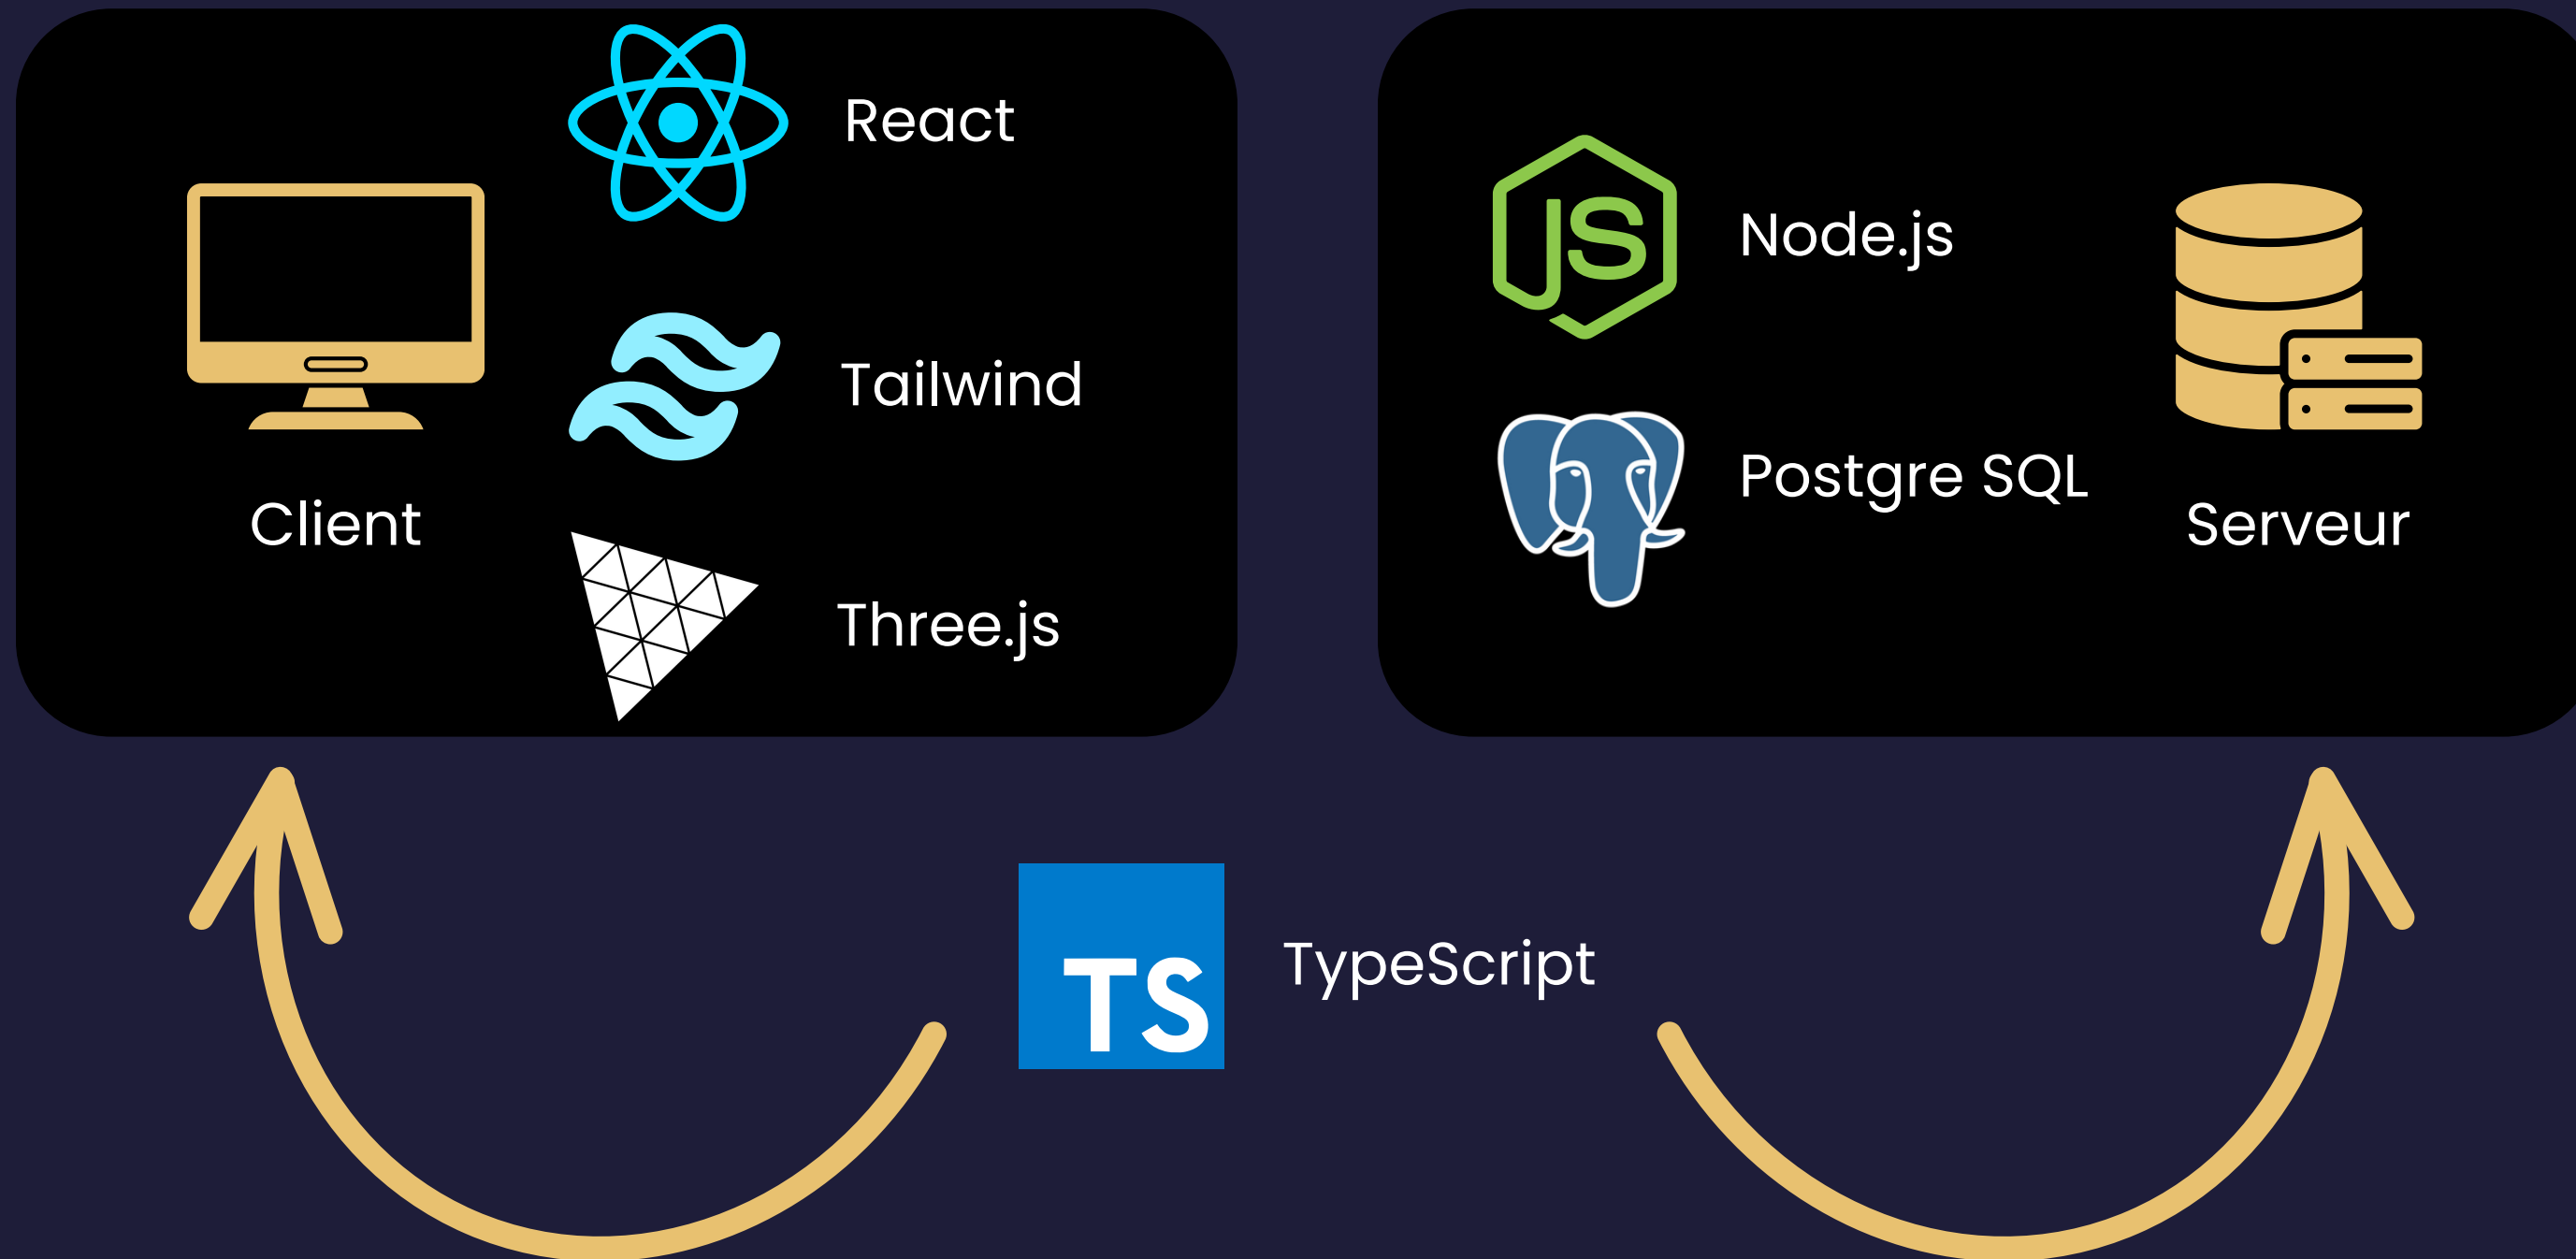 React
Tailwind
Three.js
Client
JS
Node.js
Postgre SQL
Serveur
TS
TypeScript